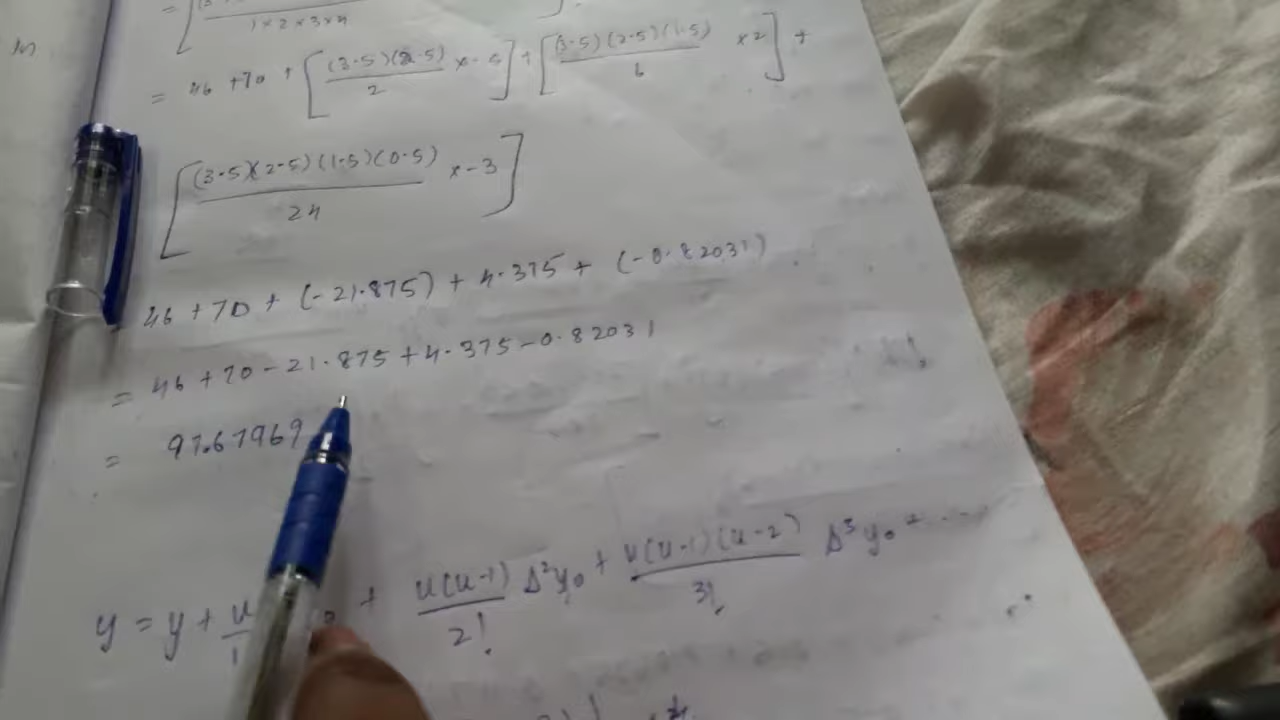 = [ 1×2×3×4 ]
= 46 + 70 + [ (3.5)(2.5) / 2 × -5 ] + [ (3.5)(2.5)(1.5) / 6 ×2 ] +
[ (3.5)(2.5)(1.5)(0.5) / 24 × -3 ]
= 46 + 70 + (-21.875) + 4.375 + (-0.82031)
= 46 + 70 - 21.875 + 4.375 - 0.82031
= 97.67969
y = y + u / 1 + u(u-1) / 2! Δ²y₀ + u(u-1)(u-2) / 3! Δ³y₀